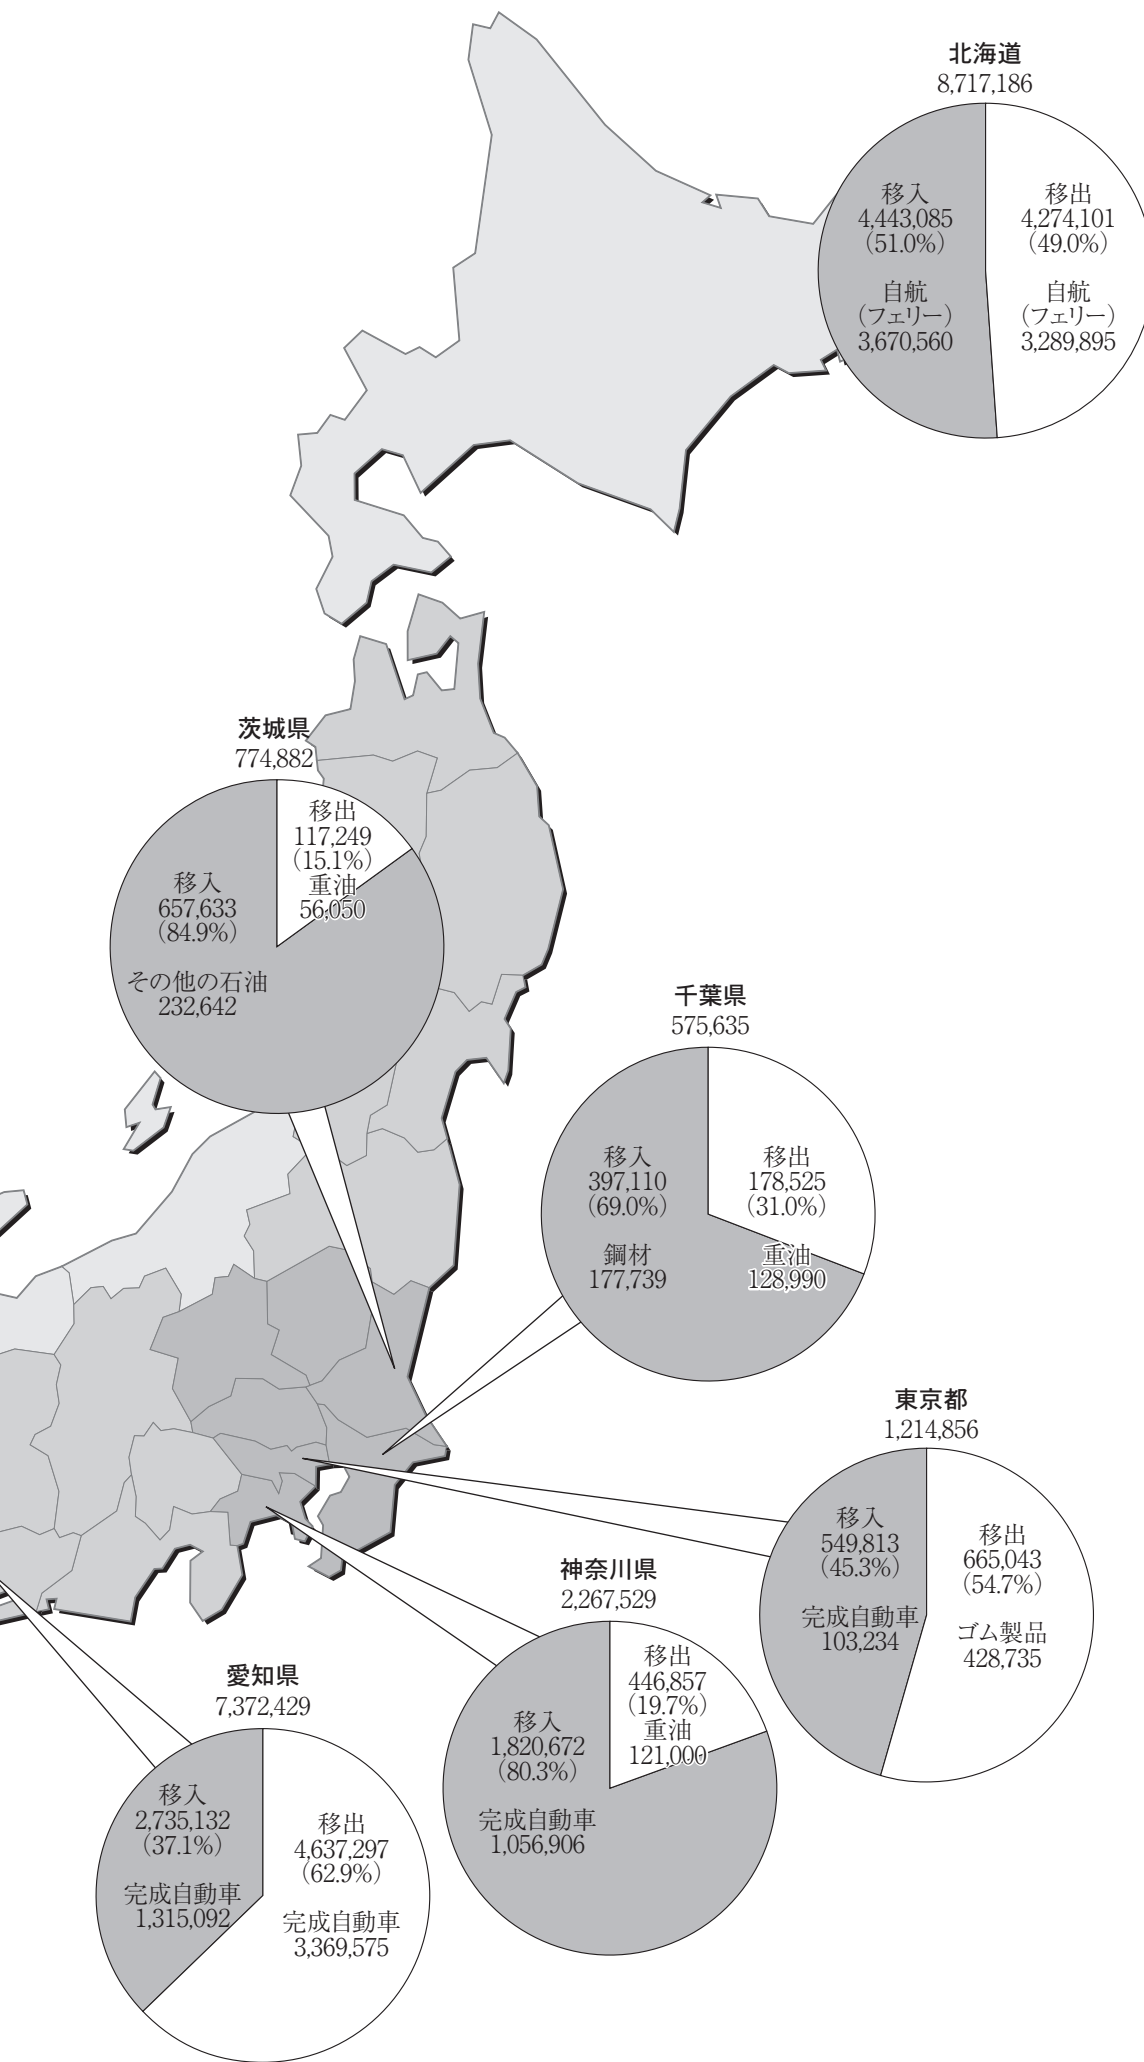 北海道
8,717,186
移入
4,443,085
（51.0%）
自航
（フェリー）
3,670,560
移出
4,274,101
（49.0%）
自航
（フェリー）
3,289,895
茨城県
774,882
移出
117,249
（15.1%）
重油
56,050
移入
657,633
（84.9%）
その他の石油
232,642
千葉県
575,635
移入
397,110
（69.0%）
鋼材
177,739
移出
178,525
（31.0%）
重油
128,990
東京都
1,214,856
移入
549,813
（45.3%）
完成自動車
103,234
移出
665,043
（54.7%）
ゴム製品
428,735
神奈川県
2,267,529
移出
446,857
（19.7%）
重油
121,000
移入
1,820,672
（80.3%）
完成自動車
1,056,906
愛知県
7,372,429
移入
2,735,132
（37.1%）
完成自動車
1,315,092
移出
4,637,297
（62.9%）
完成自動車
3,369,575